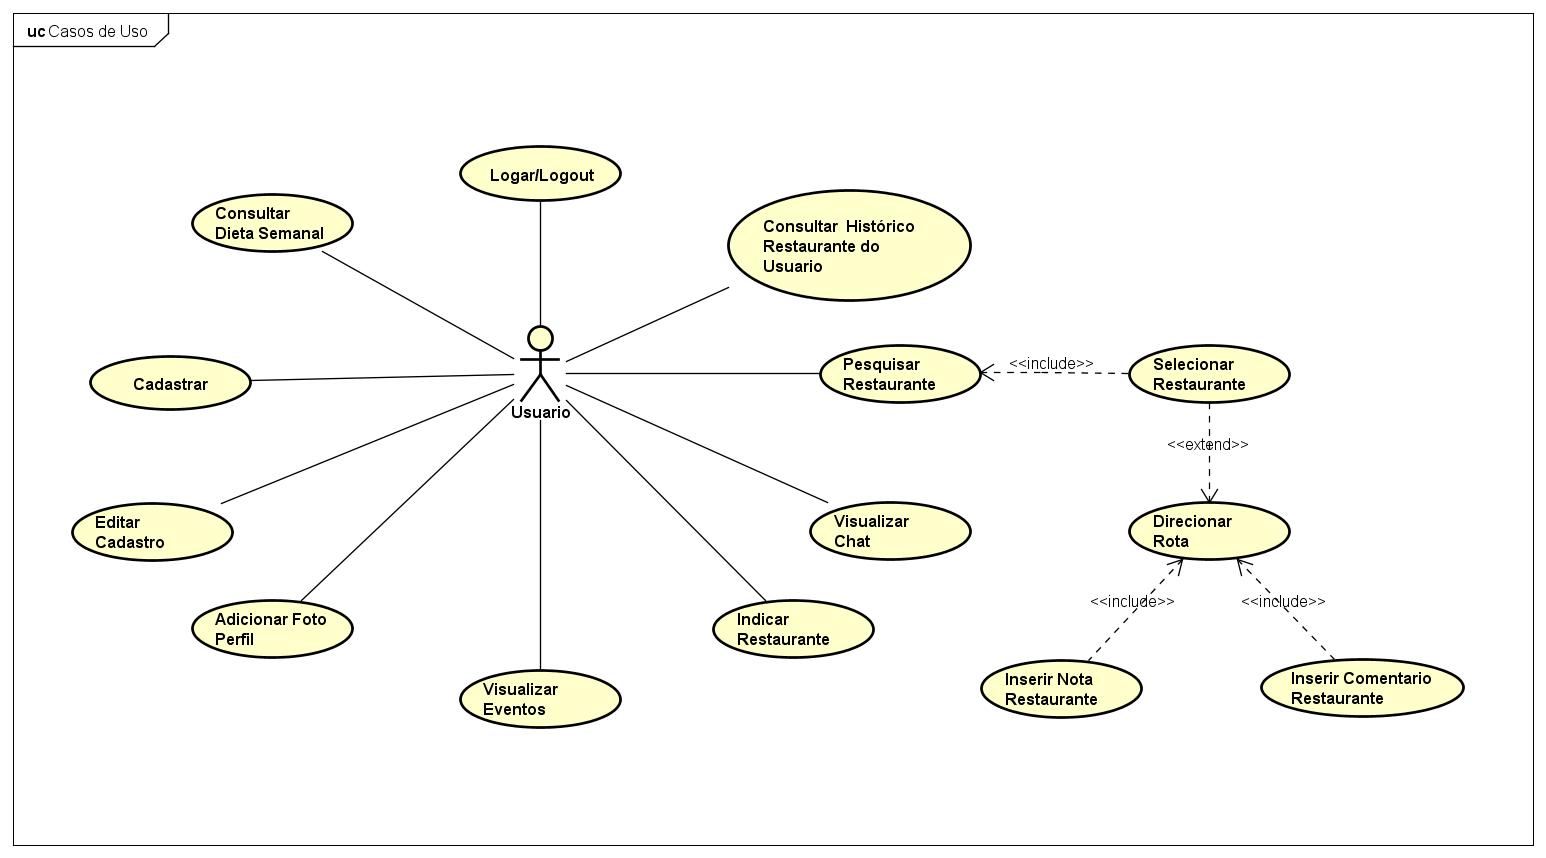 uc Casos de Uso
Logar/Logout
Consultar
Dieta Semanal
Consultar  Histórico
Restaurante do
Usuario
Cadastrar
Usuario
Pesquisar
Restaurante
<<include>>
Selecionar
Restaurante
<<extend>>
Editar
Cadastro
Visualizar
Chat
Direcionar
Rota
Adicionar Foto
Perfil
Indicar
Restaurante
<<include>>
<<include>>
Visualizar
Eventos
Inserir Nota
Restaurante
Inserir Comentario
Restaurante